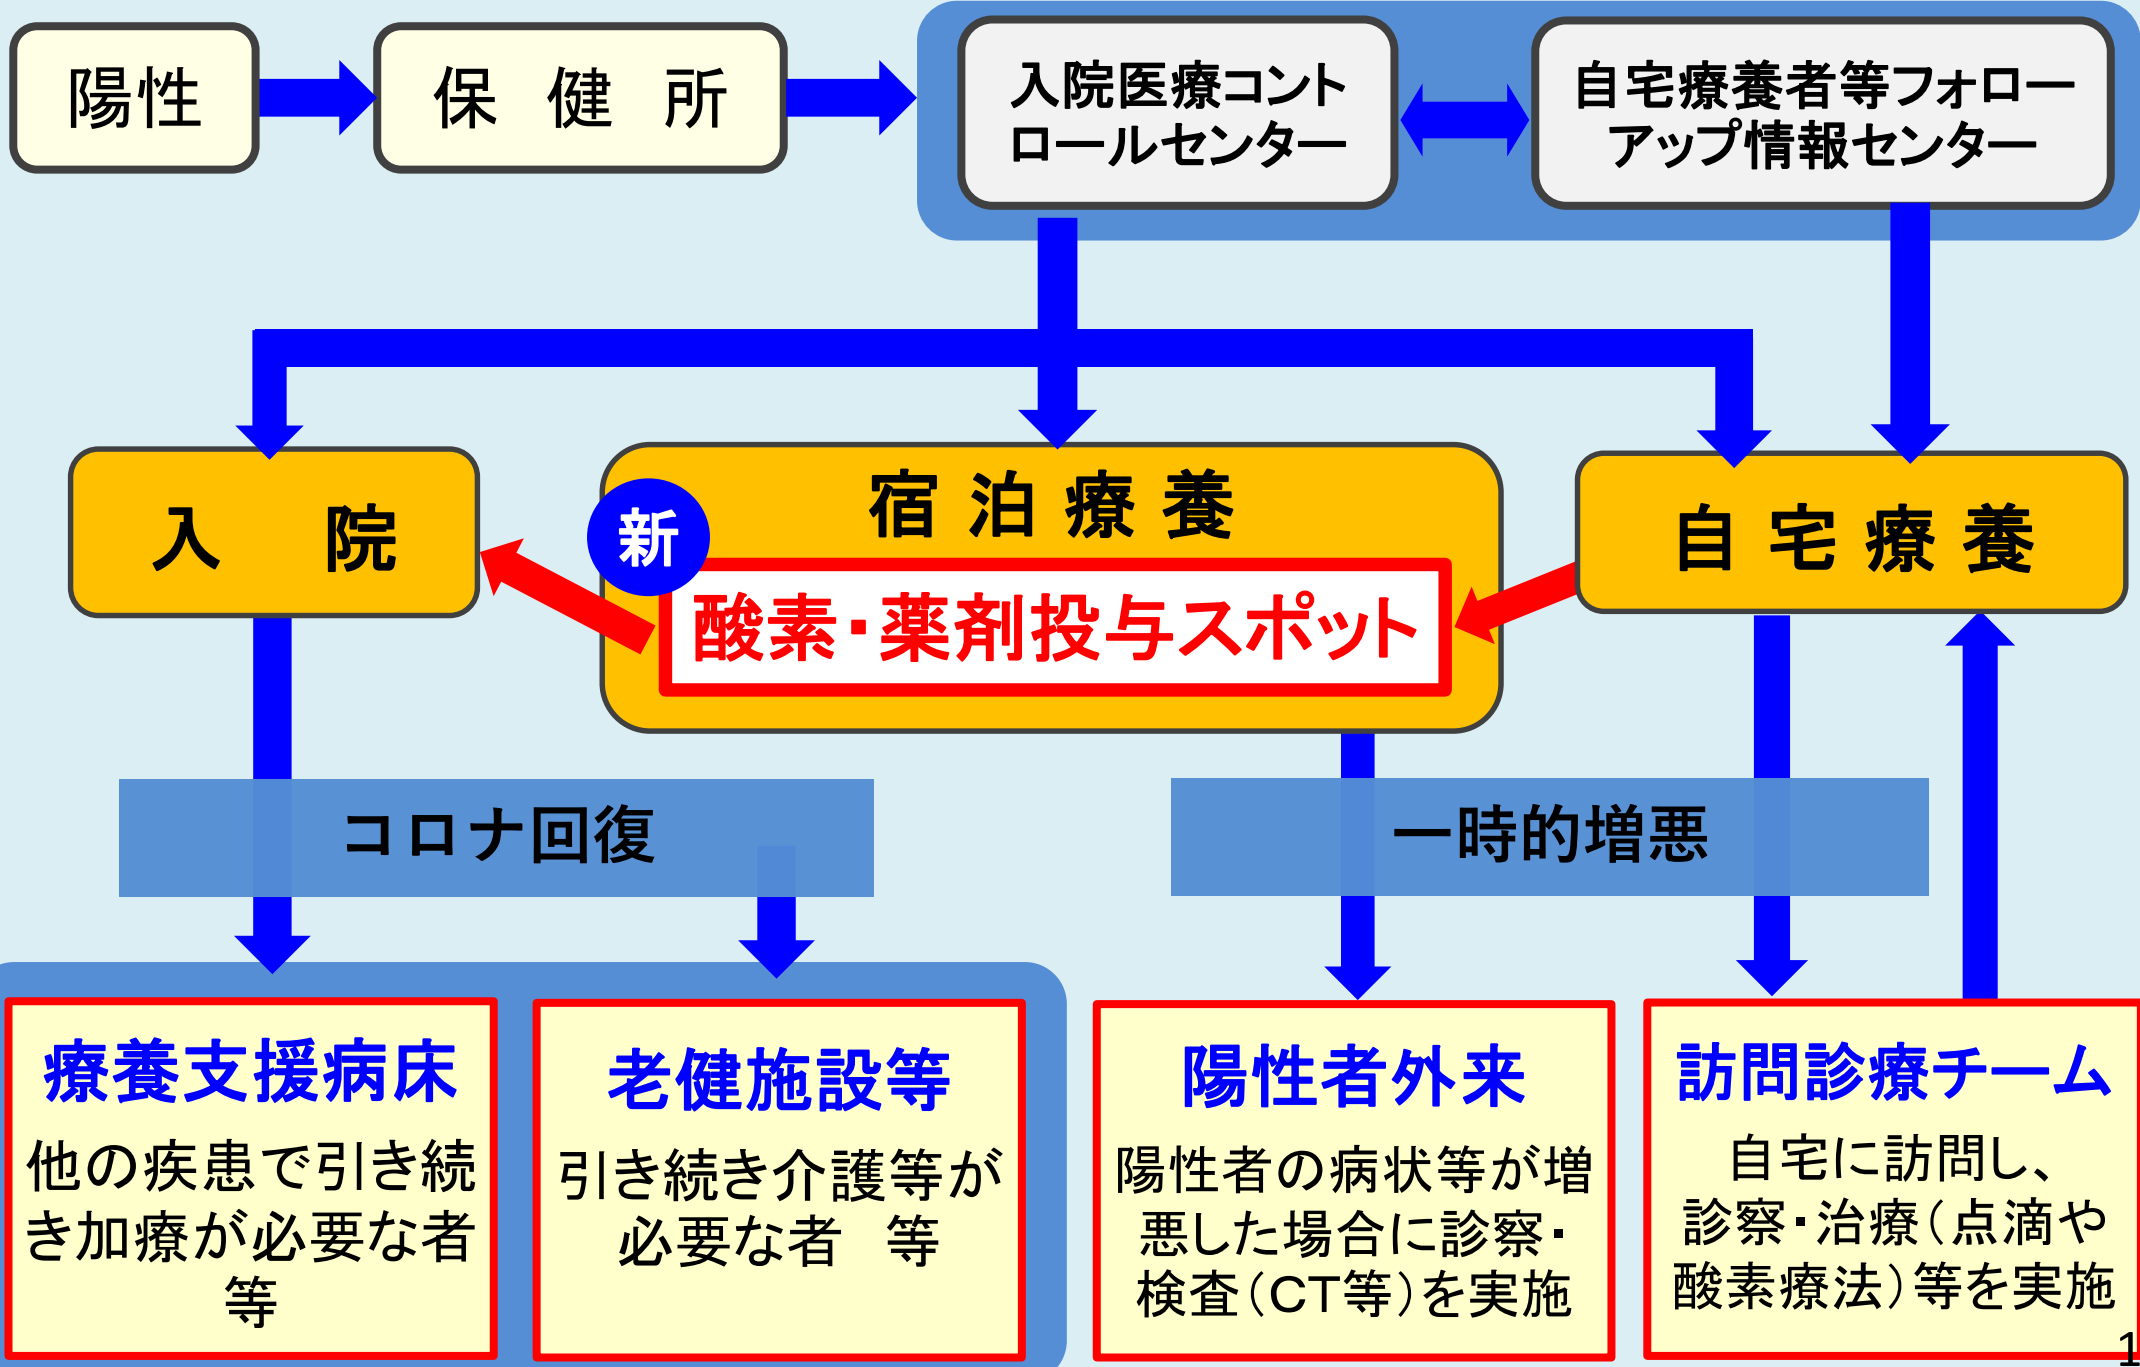 陽性
保　健　所
入院医療コント
ロールセンター
自宅療養者等フォロー
アップ情報センター
入　院
新
宿 泊 療 養
酸素・薬剤投与スポット
自 宅 療 養
コロナ回復
一時的増悪
療養支援病床
他の疾患で引き続
き加療が必要な者
等
老健施設等
引き続き介護等が
必要な者　等
陽性者外来
陽性者の病状等が増
悪した場合に診察・
検査（CT等）を実施
訪問診療チーム
自宅に訪問し、
診察・治療（点滴や
酸素療法）等を実施
1